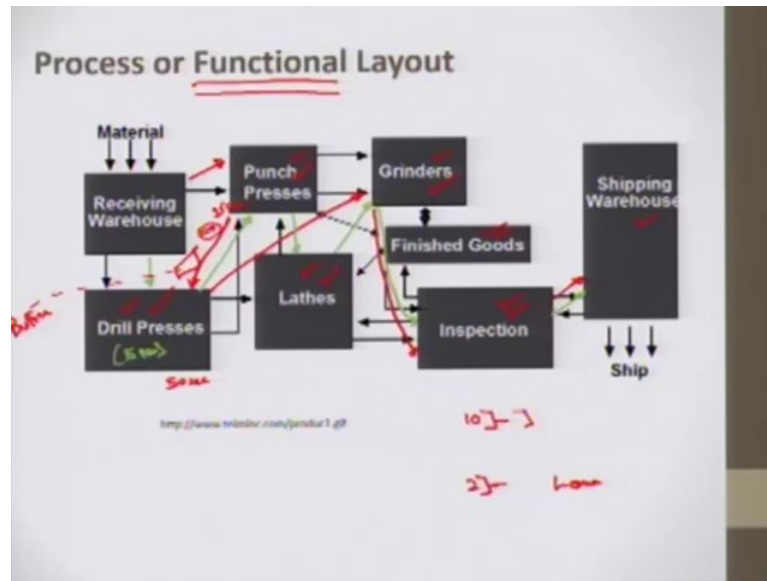 Process or Functional Layout
Material
Receiving
Warehouse
Punch
Presses
Grinders
Shipping
Warehouse
Finished Goods
Drill Presses
Lathes
Inspection
Ship